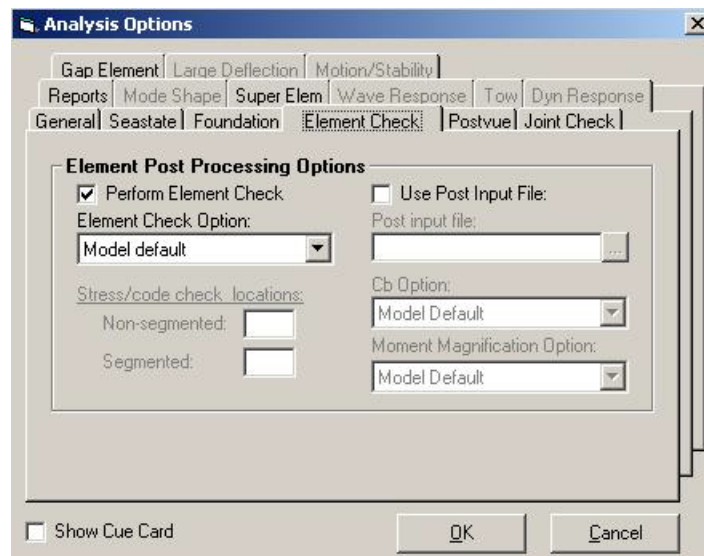 Analysis Options
Gap Element Large Deflection Motion/Stability
Reports Mode Shape Super Elem Wave Response Tow Dyn Response
General Seastate Foundation Element Check Postvue Joint Check
Element Post Processing Options
Perform Element Check Use Post Input File:
Element Check Option: Post input file:
Model default ...
Stress/code check locations: Cb Option:
Non-segmented: Model Default
Segmented: Moment Magnification Option:
Model Default
Show Cue Card OK Cancel